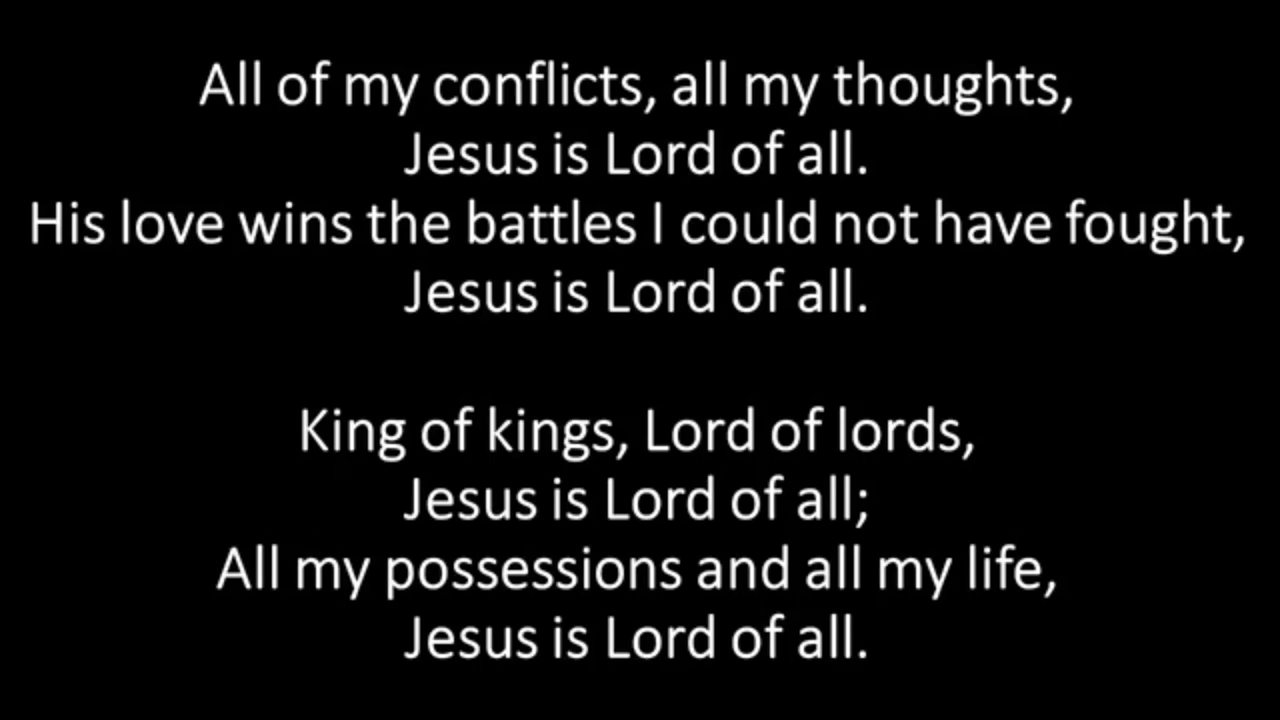 All of my conflicts, all my thoughts,
Jesus is Lord of all.
His love wins the battles I could not have fought,
Jesus is Lord of all.
King of kings, Lord of lords,
Jesus is Lord of all;
All my possessions and all my life,
Jesus is Lord of all.